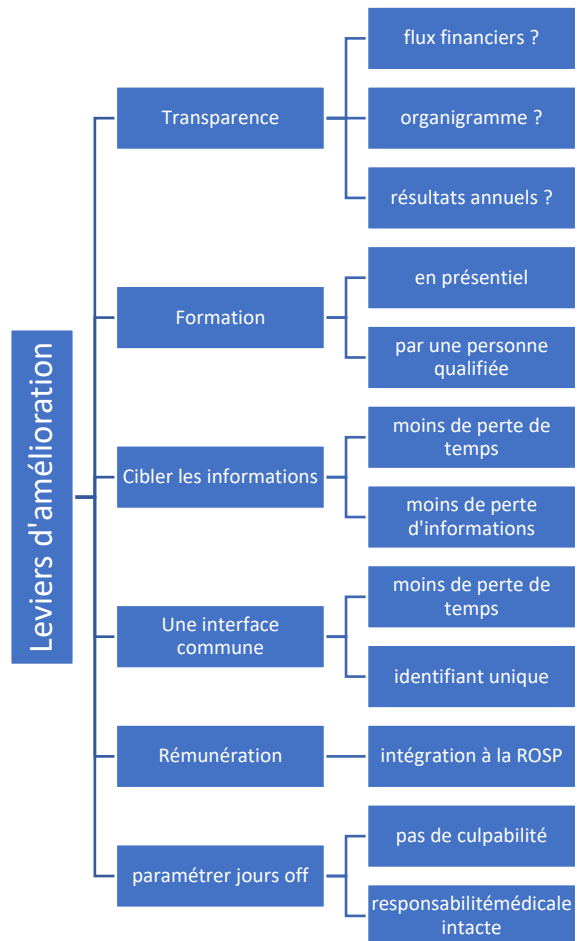 Leviers d'amélioration
Transparence
flux financiers ?
organigramme ?
résultats annuels ?
Formation
en présentiel
par une personne
qualifiée
Cibler les informations
moins de perte de
temps
moins de perte
d'informations
Une interface
commune
moins de perte de
temps
identifiant unique
Rémunération
intégration à la ROSP
paramétrer jours off
pas de culpabilité
responsabilitémédicale
intacte